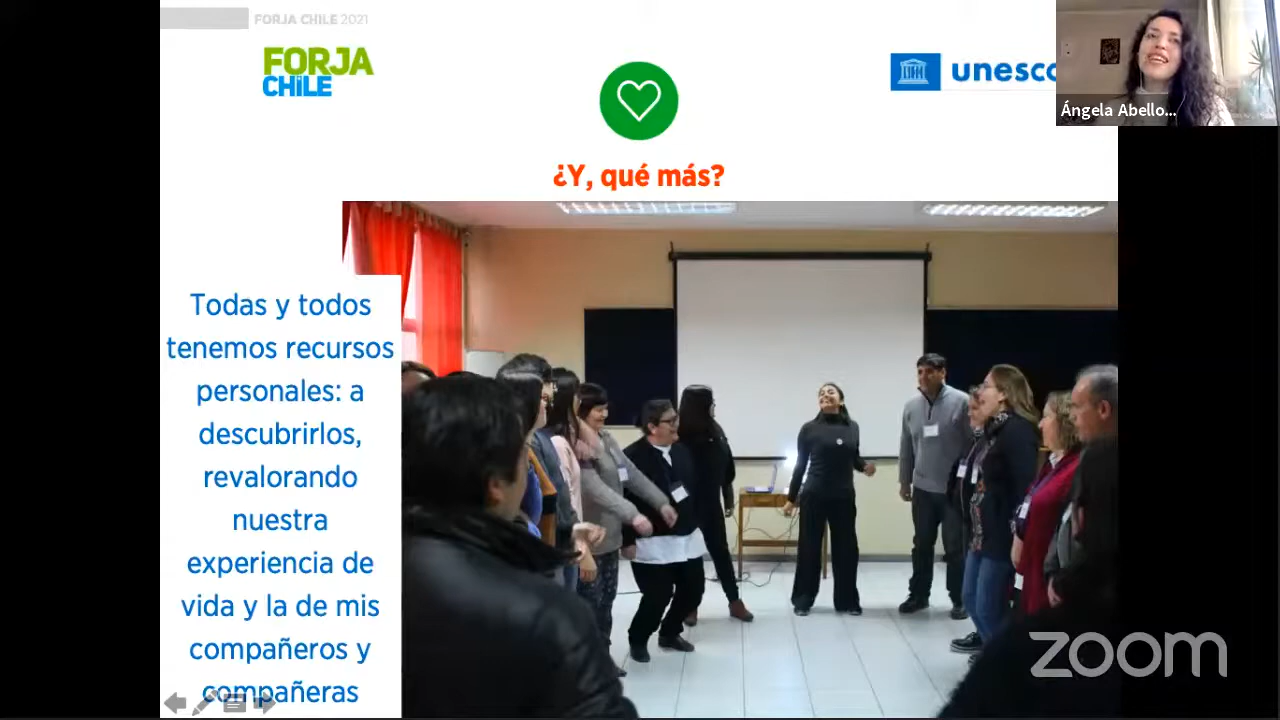 FORJA CHILE 2021
FORJA
CHILE
unesco
Ángela Abello...
¿Y, qué más?
Todas y todos
tenemos recursos
personales: a
descubrirlos,
revalorando
nuestra
experiencia de
vida y la de mis
compañeros y
compañeras
zoom